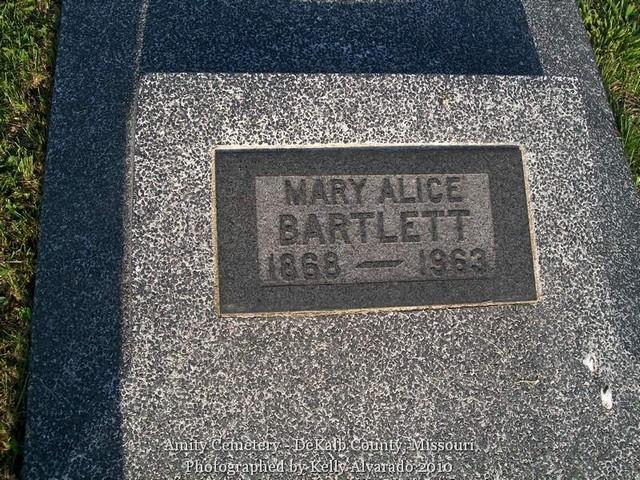 MARY ALICE
BARTLETT
1868 — 1963
Amity Cemetery - DeKalb County, Missouri
Photographed by Kelly Alvarado 2010